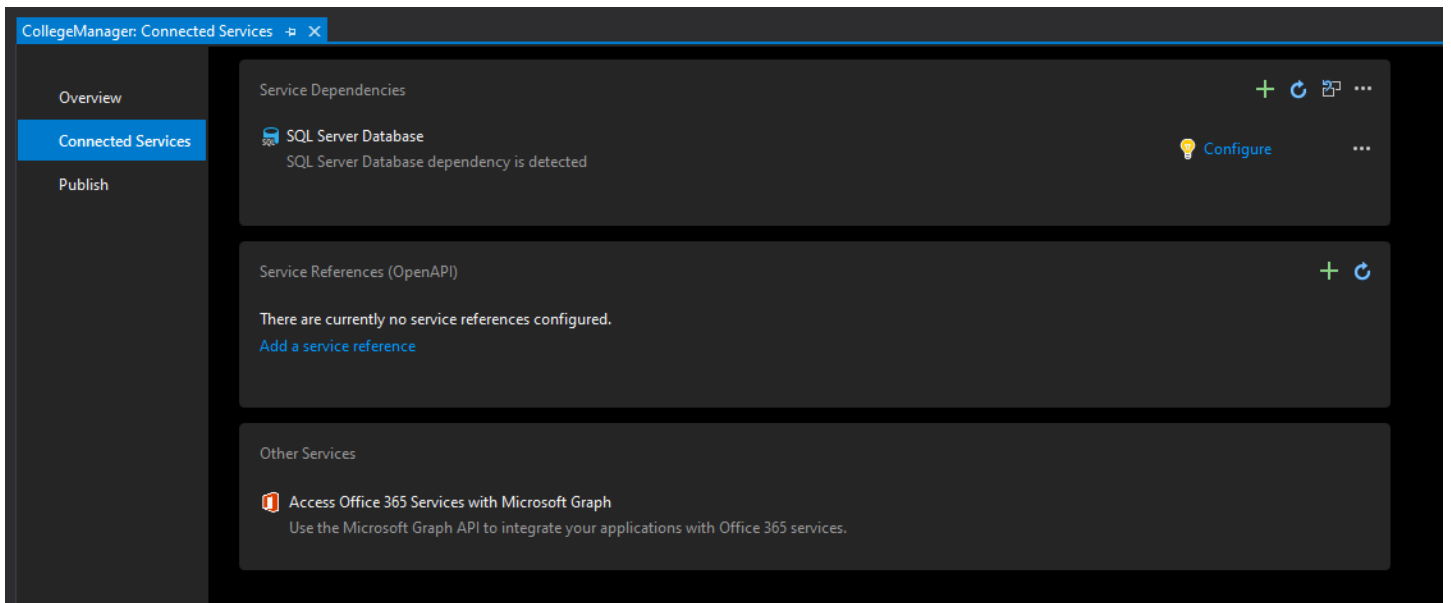 CollegeManager: Connected Services
Overview
Connected Services
Publish
Service Dependencies
SQL Server Database
SQL Server Database dependency is detected
Configure
Service References (OpenAPI)
There are currently no service references configured.
Add a service reference
Other Services
Access Office 365 Services with Microsoft Graph
Use the Microsoft Graph API to integrate your applications with Office 365 services.